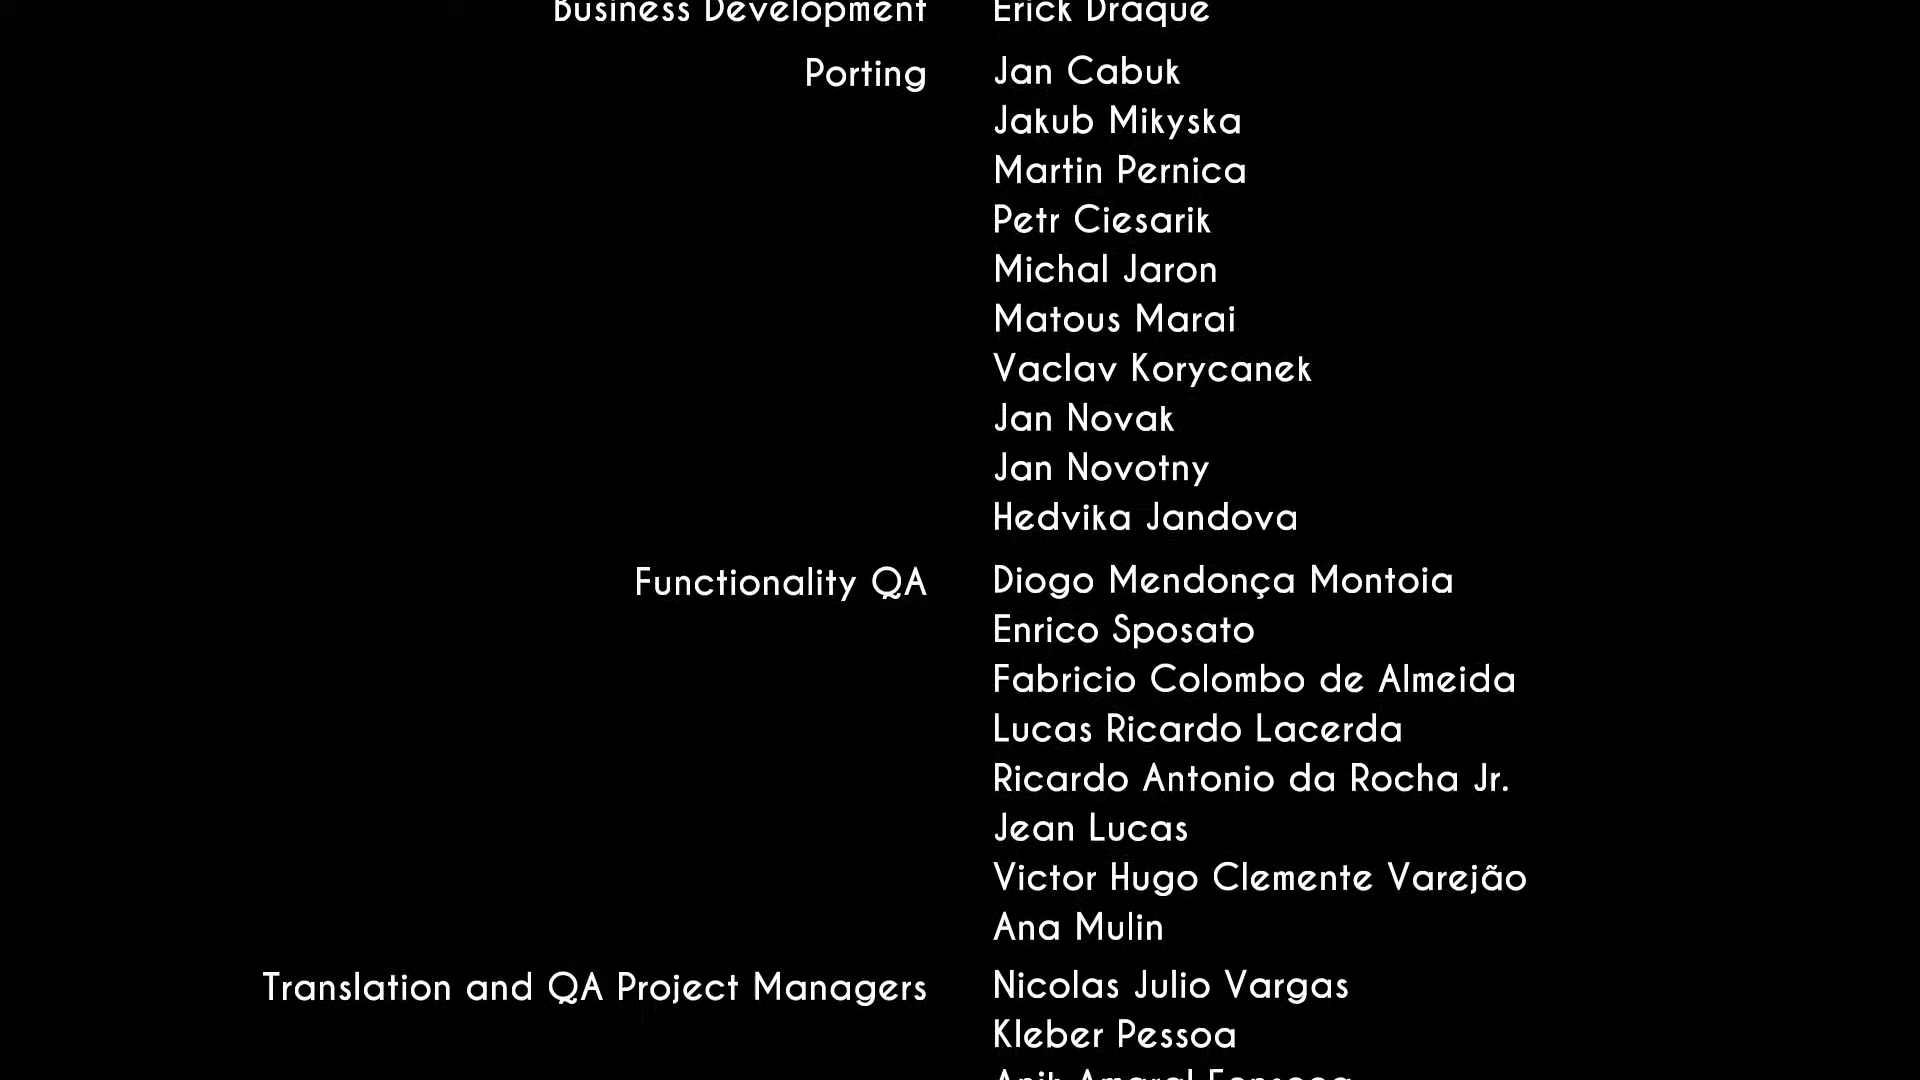 Business Development Erick Draque
Porting Jan Cabuk
Jakub Mikyska
Martin Pernica
Petr Ciesarik
Michal Jaron
Matous Marai
Vaclav Korycanek
Jan Novak
Jan Novotny
Hedvika Jandova
Functionality QA Diogo Mendonça Montoia
Enrico Sposato
Fabricio Colombo de Almeida
Lucas Ricardo Lacerda
Ricardo Antonio da Rocha Jr.
Jean Lucas
Victor Hugo Clemente Varejão
Ana Mulin
Translation and QA Project Managers Nicolas Julio Vargas
Kleber Pessoa